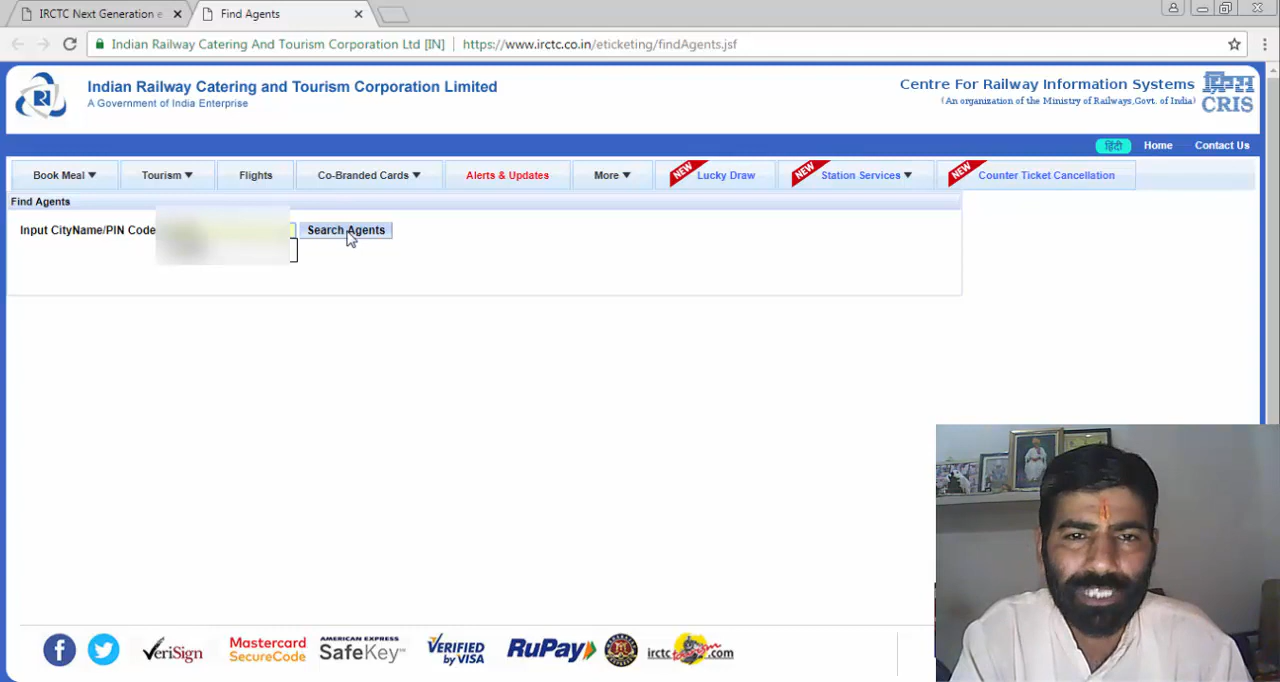 IRCTC Next Generation e
Find Agents
Indian Railway Catering And Tourism Corporation Ltd [IN]
https://www.irctc.co.in/eticketing/findAgents.jsf
Indian Railway Catering and Tourism Corporation Limited
A Government of India Enterprise
Centre For Railway Information Systems
(An organization of the Ministry of Railways,Govt. of India)
CRIS
हिंदी Home Contact Us
Book Meal Tourism Flights Co-Branded Cards Alerts & Updates More NEW Lucky Draw NEW Station Services NEW Counter Ticket Cancellation
Find Agents
Input CityName/PIN Code Search Agents
f VeriSign
Mastercard SecureCode
AMERICAN EXPRESS SafeKey
VERIFIED by VISA
RuPay
irctc tourism .com